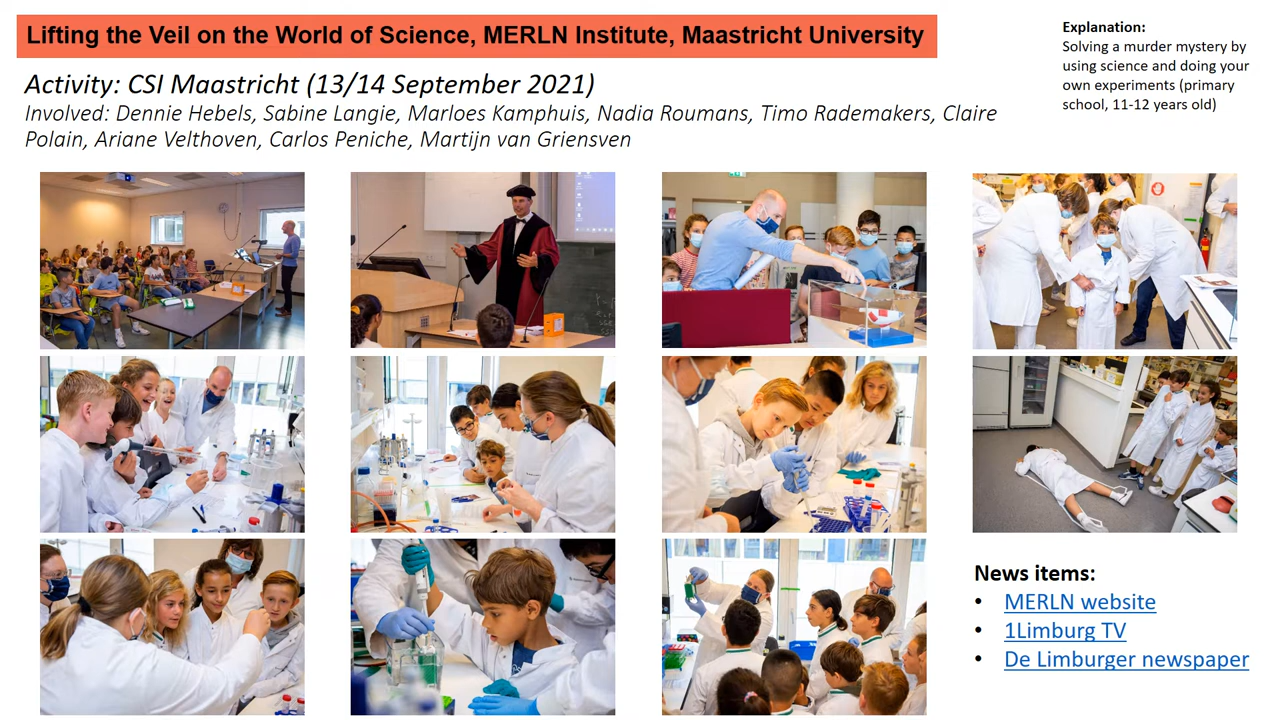 Lifting the Veil on the World of Science, MERLN Institute, Maastricht University
Explanation:
Solving a murder mystery by
using science and doing your
own experiments (primary
school, 11-12 years old)
Activity: CSI Maastricht (13/14 September 2021)
Involved: Dennie Hebels, Sabine Langie, Marloes Kamphuis, Nadia Roumans, Timo Rademakers, Claire
Polain, Ariane Velthoven, Carlos Peniche, Martijn van Griensven
News items:
• MERLN website
• 1Limburg TV
• De Limburger newspaper